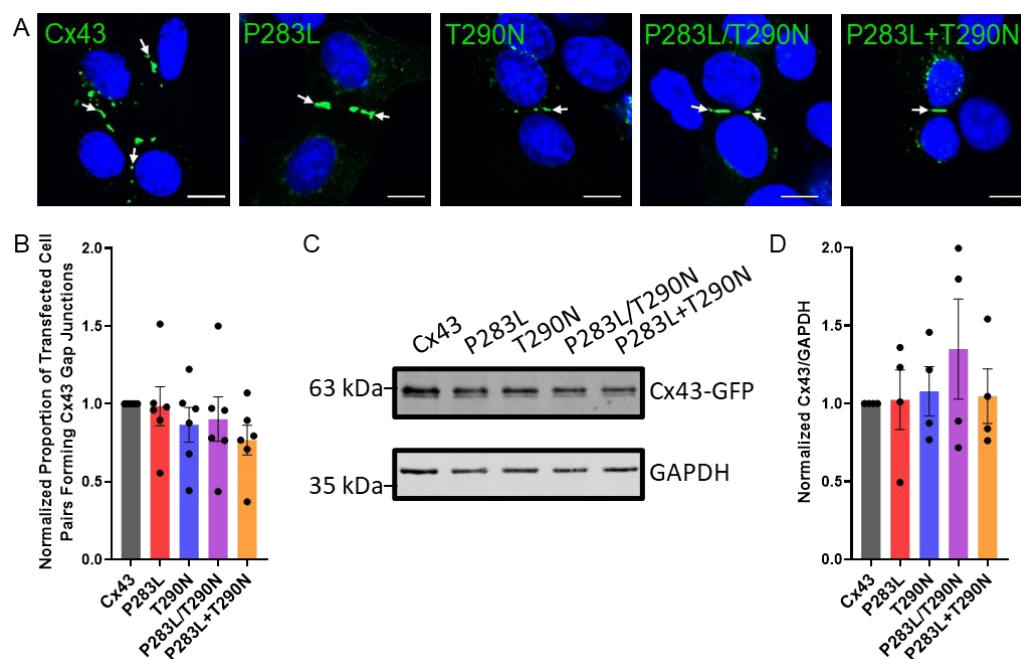 A
Cx43
P283L
T290N
P283L/T290N
P283L+T290N
B
Normalized Proportion of Transfected Cell
Pairs Forming Cx43 Gap Junctions
2.0
1.5
1.0
0.5
0.0
Cx43
P283L
T290N
P283L/T290N
P283L+T290N
C
Cx43
P283L
T290N
P283L/T290N
P283L+T290N
63 kDa
Cx43-GFP
35 kDa
GAPDH
D
Normalized Cx43/GAPDH
2.0
1.5
1.0
0.5
0.0
Cx43
P283L
T290N
P283L/T290N
P283L+T290N